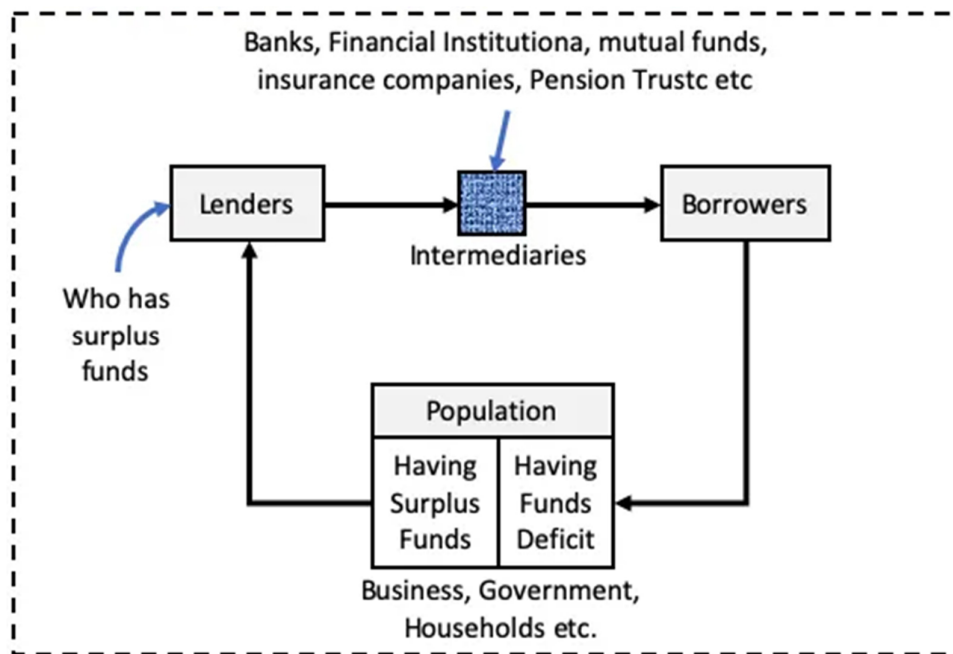 Banks, Financial Institutiona, mutual funds,
insurance companies, Pension Trustc etc
Lenders
Borrowers
Intermediaries
Who has
surplus
funds
Population
Having
Surplus
Funds
Having
Funds
Deficit
Business, Government,
Households etc.